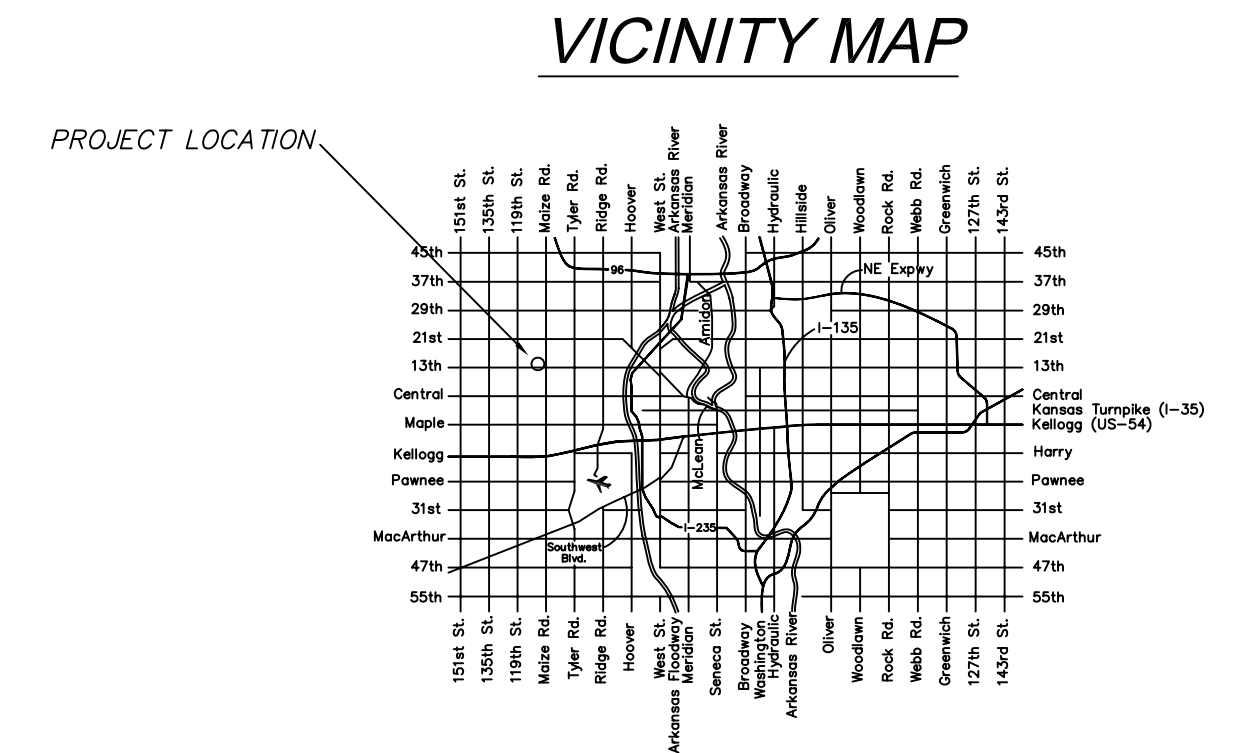 VICINITY MAP
PROJECT LOCATION
151st St.
135th St.
119th St.
Maize Rd.
Tyler Rd.
Ridge Rd.
Hoover
West St.
Arkansas River
Meridian
Arkansas River
Broadway
Hydraulic
Hillside
Oliver
Woodlawn
Rock Rd.
Webb Rd.
Greenwich
127th St.
143rd St.
45th
37th
29th
21st
13th
Central
Maple
Kellogg
Pawnee
31st
MacArthur
47th
55th
96
NE Expwy
Amidon
I-135
McLean
I-235
Southwest
Blvd.
45th
37th
29th
21st
13th
Central
Kansas Turnpike (I-35)
Kellogg (US-54)
Harry
Pawnee
31st
MacArthur
47th
55th
151st St.
135th St.
119th St.
Maize Rd.
Tyler Rd.
Ridge Rd.
Hoover
West St.
Arkansas Floodway
Meridian
Seneca St.
Broadway
Washington
Hydraulic
Arkansas River
Oliver
Woodlawn
Rock Rd.
Webb Rd.
Greenwich
127th St.
143rd St.